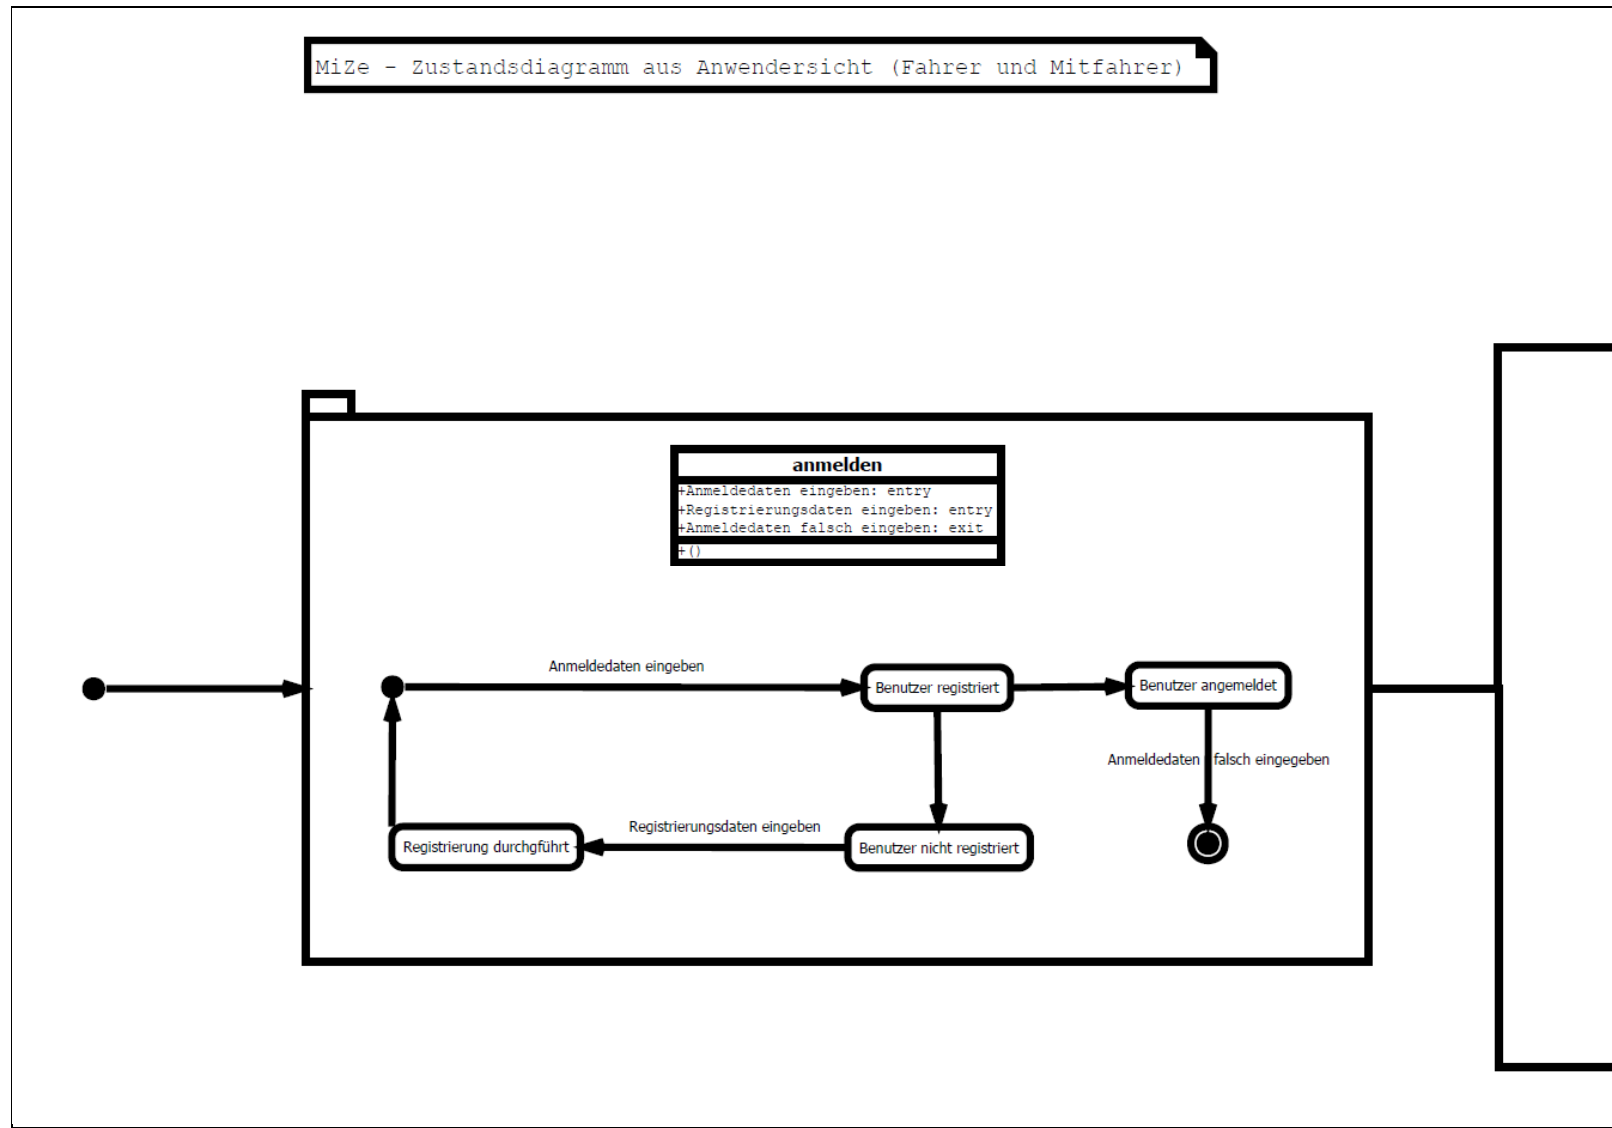 MiZe - Zustandsdiagramm aus Anwendersicht (Fahrer und Mitfahrer)
anmelden
+Anmeldedaten eingeben: entry
+Registrierungsdaten eingeben: entry
+Anmeldedaten falsch eingeben: exit
+()
Anmeldedaten eingeben
Benutzer registriert
Benutzer angemeldet
Anmeldedaten falsch eingegeben
Registrierungsdaten eingeben
Registrierung durchgführt
Benutzer nicht registriert